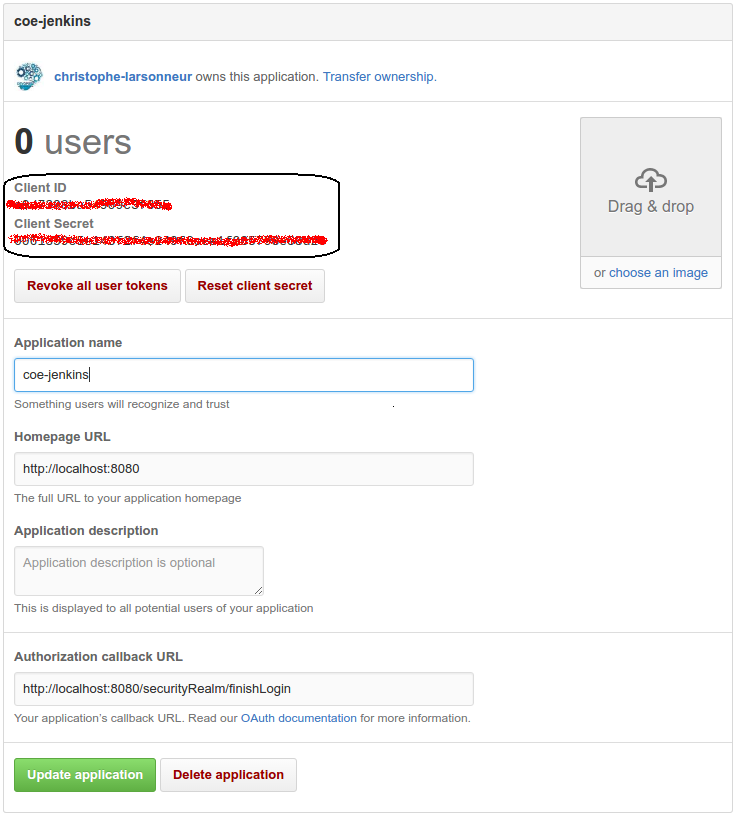 coe-jenkins
christophe-larsonneur owns this application. Transfer ownership.
0 users
Client ID
Client Secret
Revoke all user tokens
Reset client secret
Drag & drop
or choose an image
Application name
coe-jenkins
Something users will recognize and trust
Homepage URL
http://localhost:8080
The full URL to your application homepage
Application description
Application description is optional
This is displayed to all potential users of your application
Authorization callback URL
http://localhost:8080/securityRealm/finishLogin
Your application's callback URL. Read our OAuth documentation for more information.
Update application
Delete application